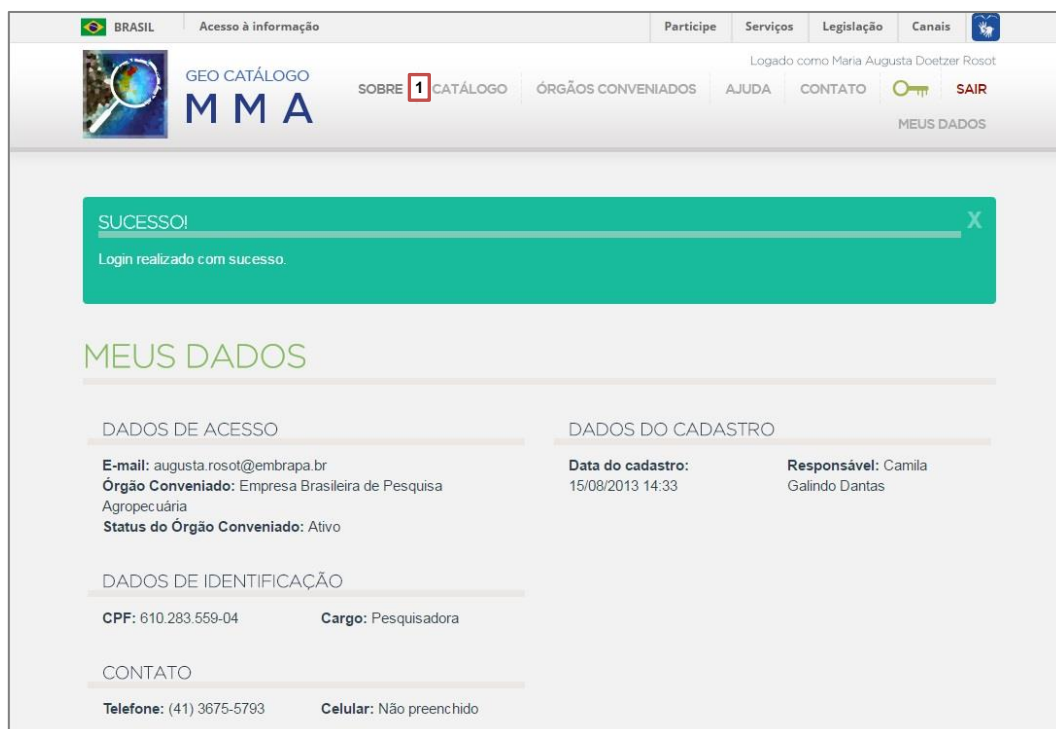 BRASIL Acesso à informação Participe Serviços Legislação Canais
Logado como Maria Augusta Doetzer Rosot
GEO CATÁLOGO
MMA
SOBRE 1 CATÁLOGO ÓRGÃOS CONVENIADOS AJUDA CONTATO SAIR
MEUS DADOS
SUCESSO! X
Login realizado com sucesso.
MEUS DADOS
DADOS DE ACESSO
E-mail: augusta.rosot@embrapa.br
Órgão Conveniado: Empresa Brasileira de Pesquisa
Agropecuária
Status do Órgão Conveniado: Ativo
DADOS DO CADASTRO
Data do cadastro: Responsável: Camila
15/08/2013 14:33 Galindo Dantas
DADOS DE IDENTIFICAÇÃO
CPF: 610.283.559-04 Cargo: Pesquisadora
CONTATO
Telefone: (41) 3675-5793 Celular: Não preenchido